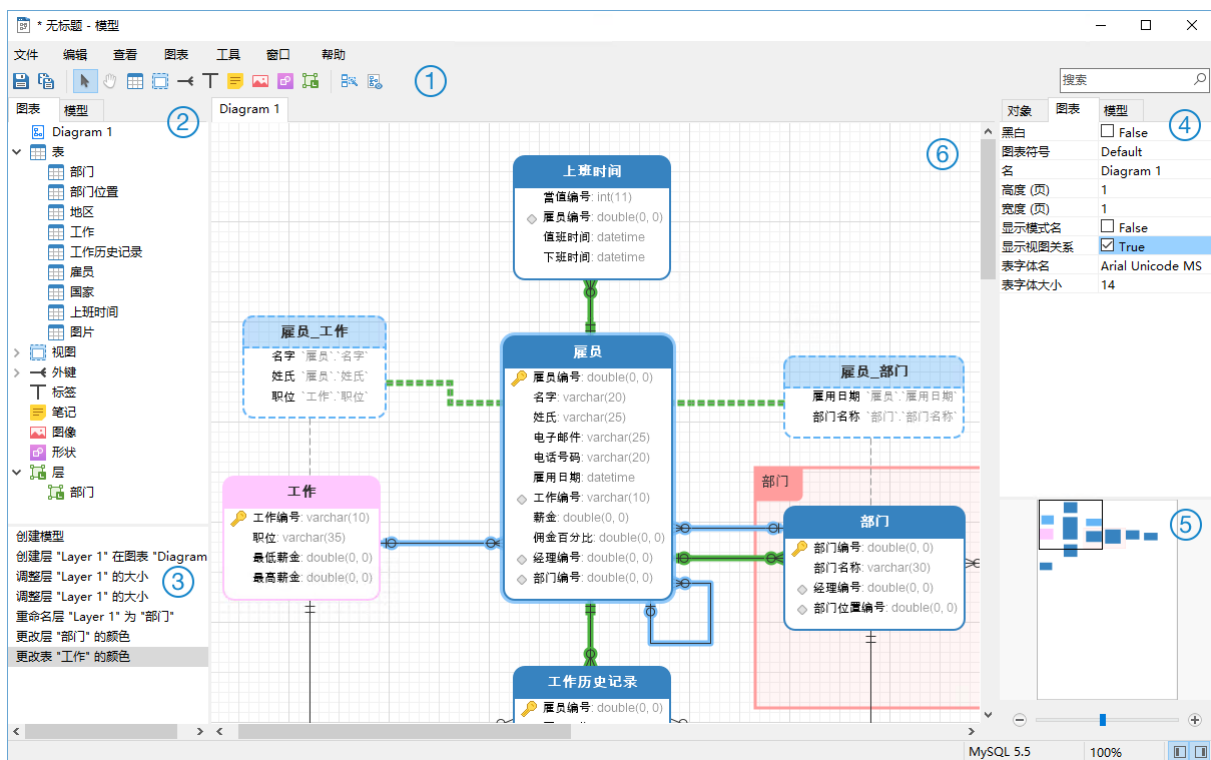 * 无标题 - 模型
文件 编辑 查看 图表 工具 窗口 帮助
①
搜索
图表 模型
②
Diagram 1
表
部门
部门位置
地区
工作
工作历史记录
雇员
国家
上班时间
图片
视图
外键
标签
笔记
图像
形状
层
部门
创建模型
创建层 "Layer 1" 在图表 "Diagram
调整层 "Layer 1" 的大小
③
调整层 "Layer 1" 的大小
重命名层 "Layer 1" 为 "部门"
更改层 "部门" 的颜色
更改表 "工作" 的颜色
Diagram 1
⑥
上班时间
當值编号: int(11)
雇员编号: double(0, 0)
值班时间: datetime
下班时间: datetime
雇员_工作
名字 `雇员`.`名字`
姓氏 `雇员`.`姓氏`
职位 `工作`.`职位`
雇员
雇员编号: double(0, 0)
名字: varchar(20)
姓氏: varchar(25)
电子邮件: varchar(25)
电话号码: varchar(20)
雇用日期: datetime
工作编号: varchar(10)
薪金: double(0, 0)
佣金百分比: double(0, 0)
经理编号: double(0, 0)
部门编号: double(0, 0)
雇员_部门
雇用日期 `雇员`.`雇用日期`
部门名称 `部门`.`部门名称`
工作
工作编号: varchar(10)
职位: varchar(35)
最低薪金: double(0, 0)
最高薪金: double(0, 0)
部门
部门
部门编号: double(0, 0)
部门名称: varchar(30)
经理编号: double(0, 0)
部门位置编号: double(0, 0)
工作历史记录
雇员编号: double(0, 0)
对象 图表 模型
④
黑白 False
图表符号 Default
名 Diagram 1
高度 (页) 1
宽度 (页) 1
显示模式名 False
显示视图关系 True
表字体名 Arial Unicode MS
表字体大小 14
⑤
MySQL 5.5 100%